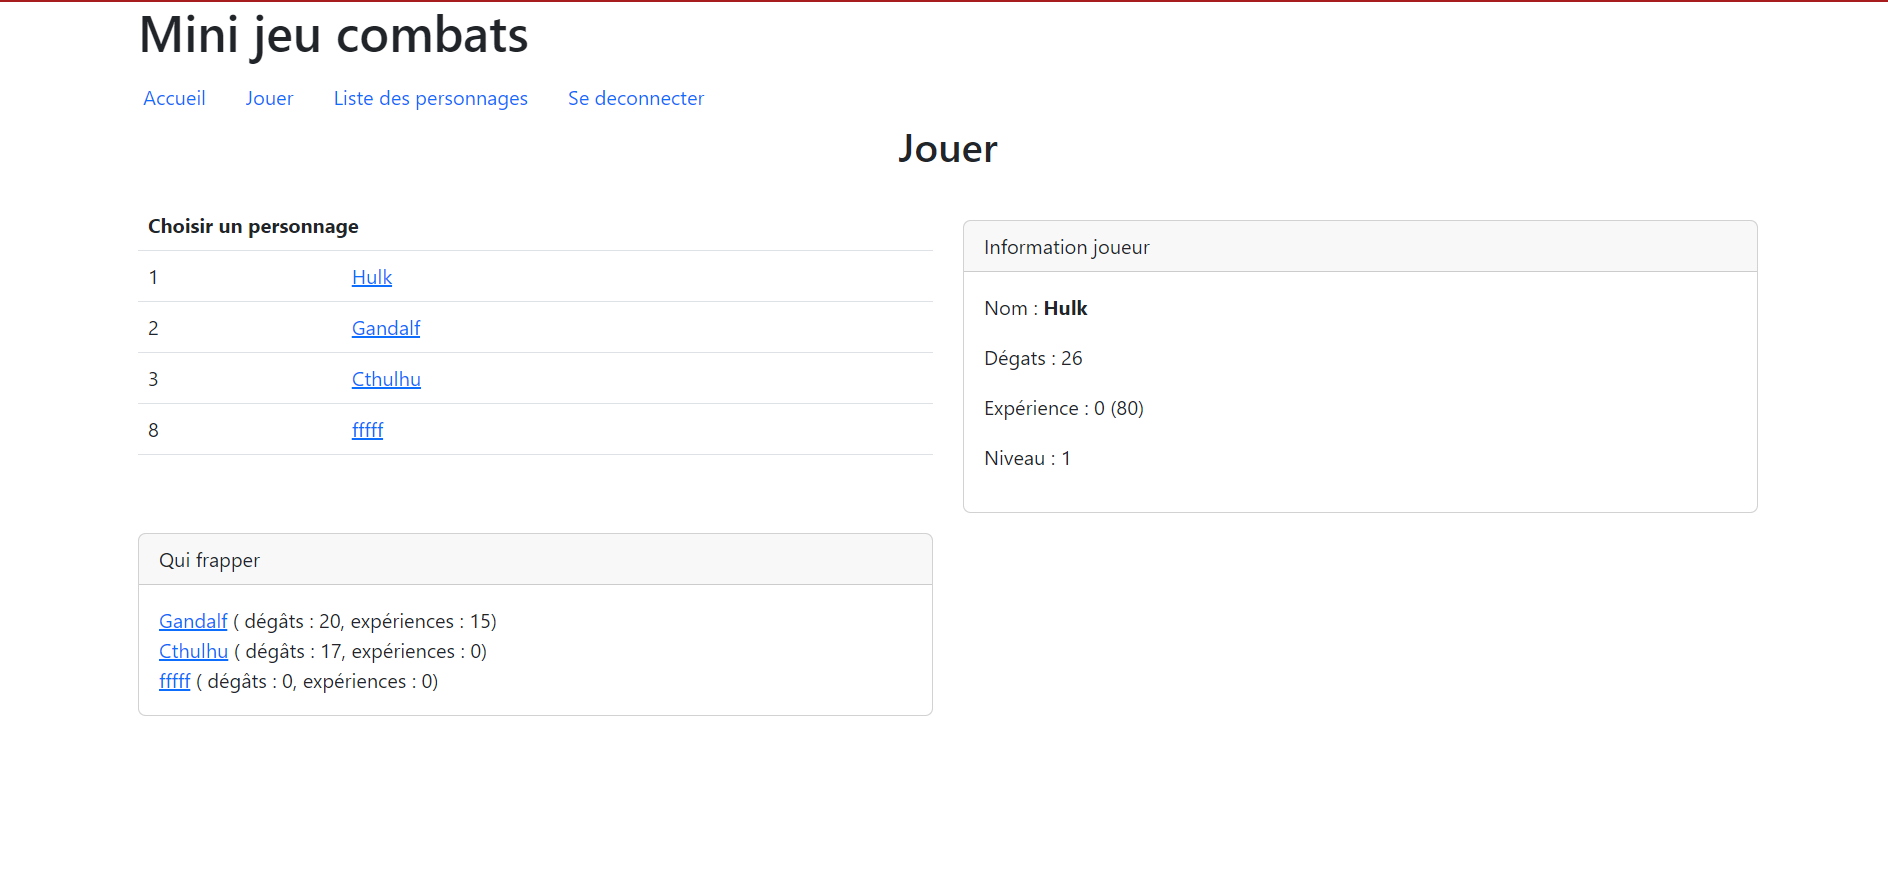 Mini jeu combats
Accueil Jouer Liste des personnages Se deconnecter
Jouer
Choisir un personnage
1 Hulk
2 Gandalf
3 Cthulhu
8 fffff
Information joueur
Nom : Hulk
Dégats : 26
Expérience : 0 (80)
Niveau : 1
Qui frapper
Gandalf ( dégâts : 20, expériences : 15)
Cthulhu ( dégâts : 17, expériences : 0)
fffff ( dégâts : 0, expériences : 0)